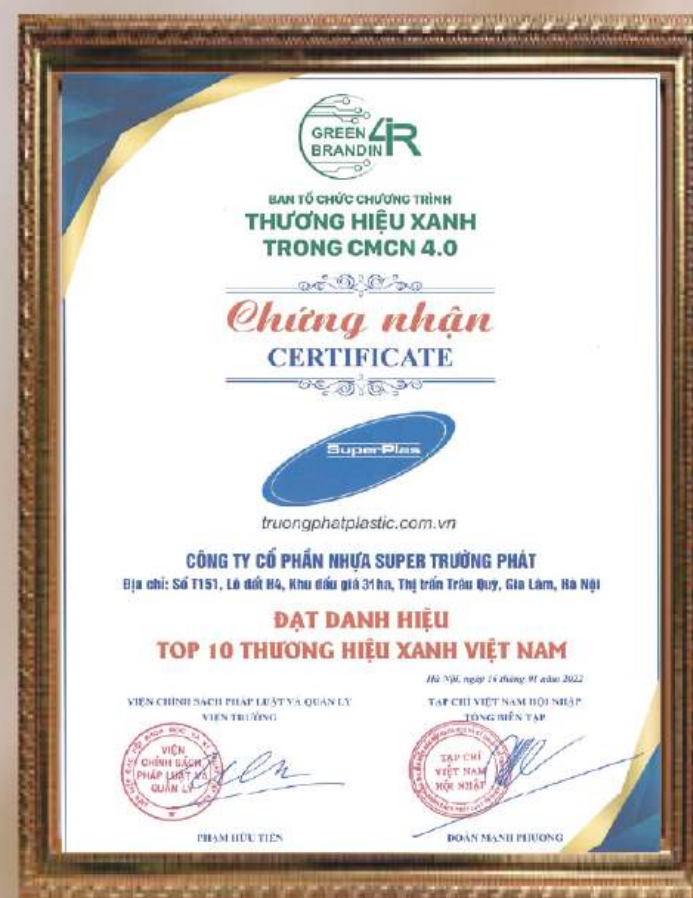 GREEN 4IR
BRANDIN
BAN TỔ CHỨC CHƯƠNG TRÌNH
THƯƠNG HIỆU XANH
TRONG CMCN 4.0
Chứng nhận
CERTIFICATE
SuperPlas
truongphatplastic.com.vn
CÔNG TY CỔ PHẦN NHỰA SUPER TRƯỜNG PHÁT
Địa chỉ: Số T151, Lô đất H4, Khu đấu giá 31ha, Thị trấn Trâu Quỳ, Gia Lâm, Hà Nội
ĐẠT DANH HIỆU
TOP 10 THƯƠNG HIỆU XANH VIỆT NAM
Hà Nội, ngày 16 tháng 01 năm 2022
VIỆN CHÍNH SÁCH PHÁP LUẬT VÀ QUẢN LÝ
VIỆN TRƯỞNG
TẠP CHÍ VIỆT NAM HỘI NHẬP
TỔNG BIÊN TẬP
VIỆN
CHÍNH SÁCH
PHÁP LUẬT VÀ
QUẢN LÝ
TẠP CHÍ
VIỆT NAM
HỘI NHẬP
PHẠM HỮU TIẾN
ĐOÀN MẠNH PHƯƠNG